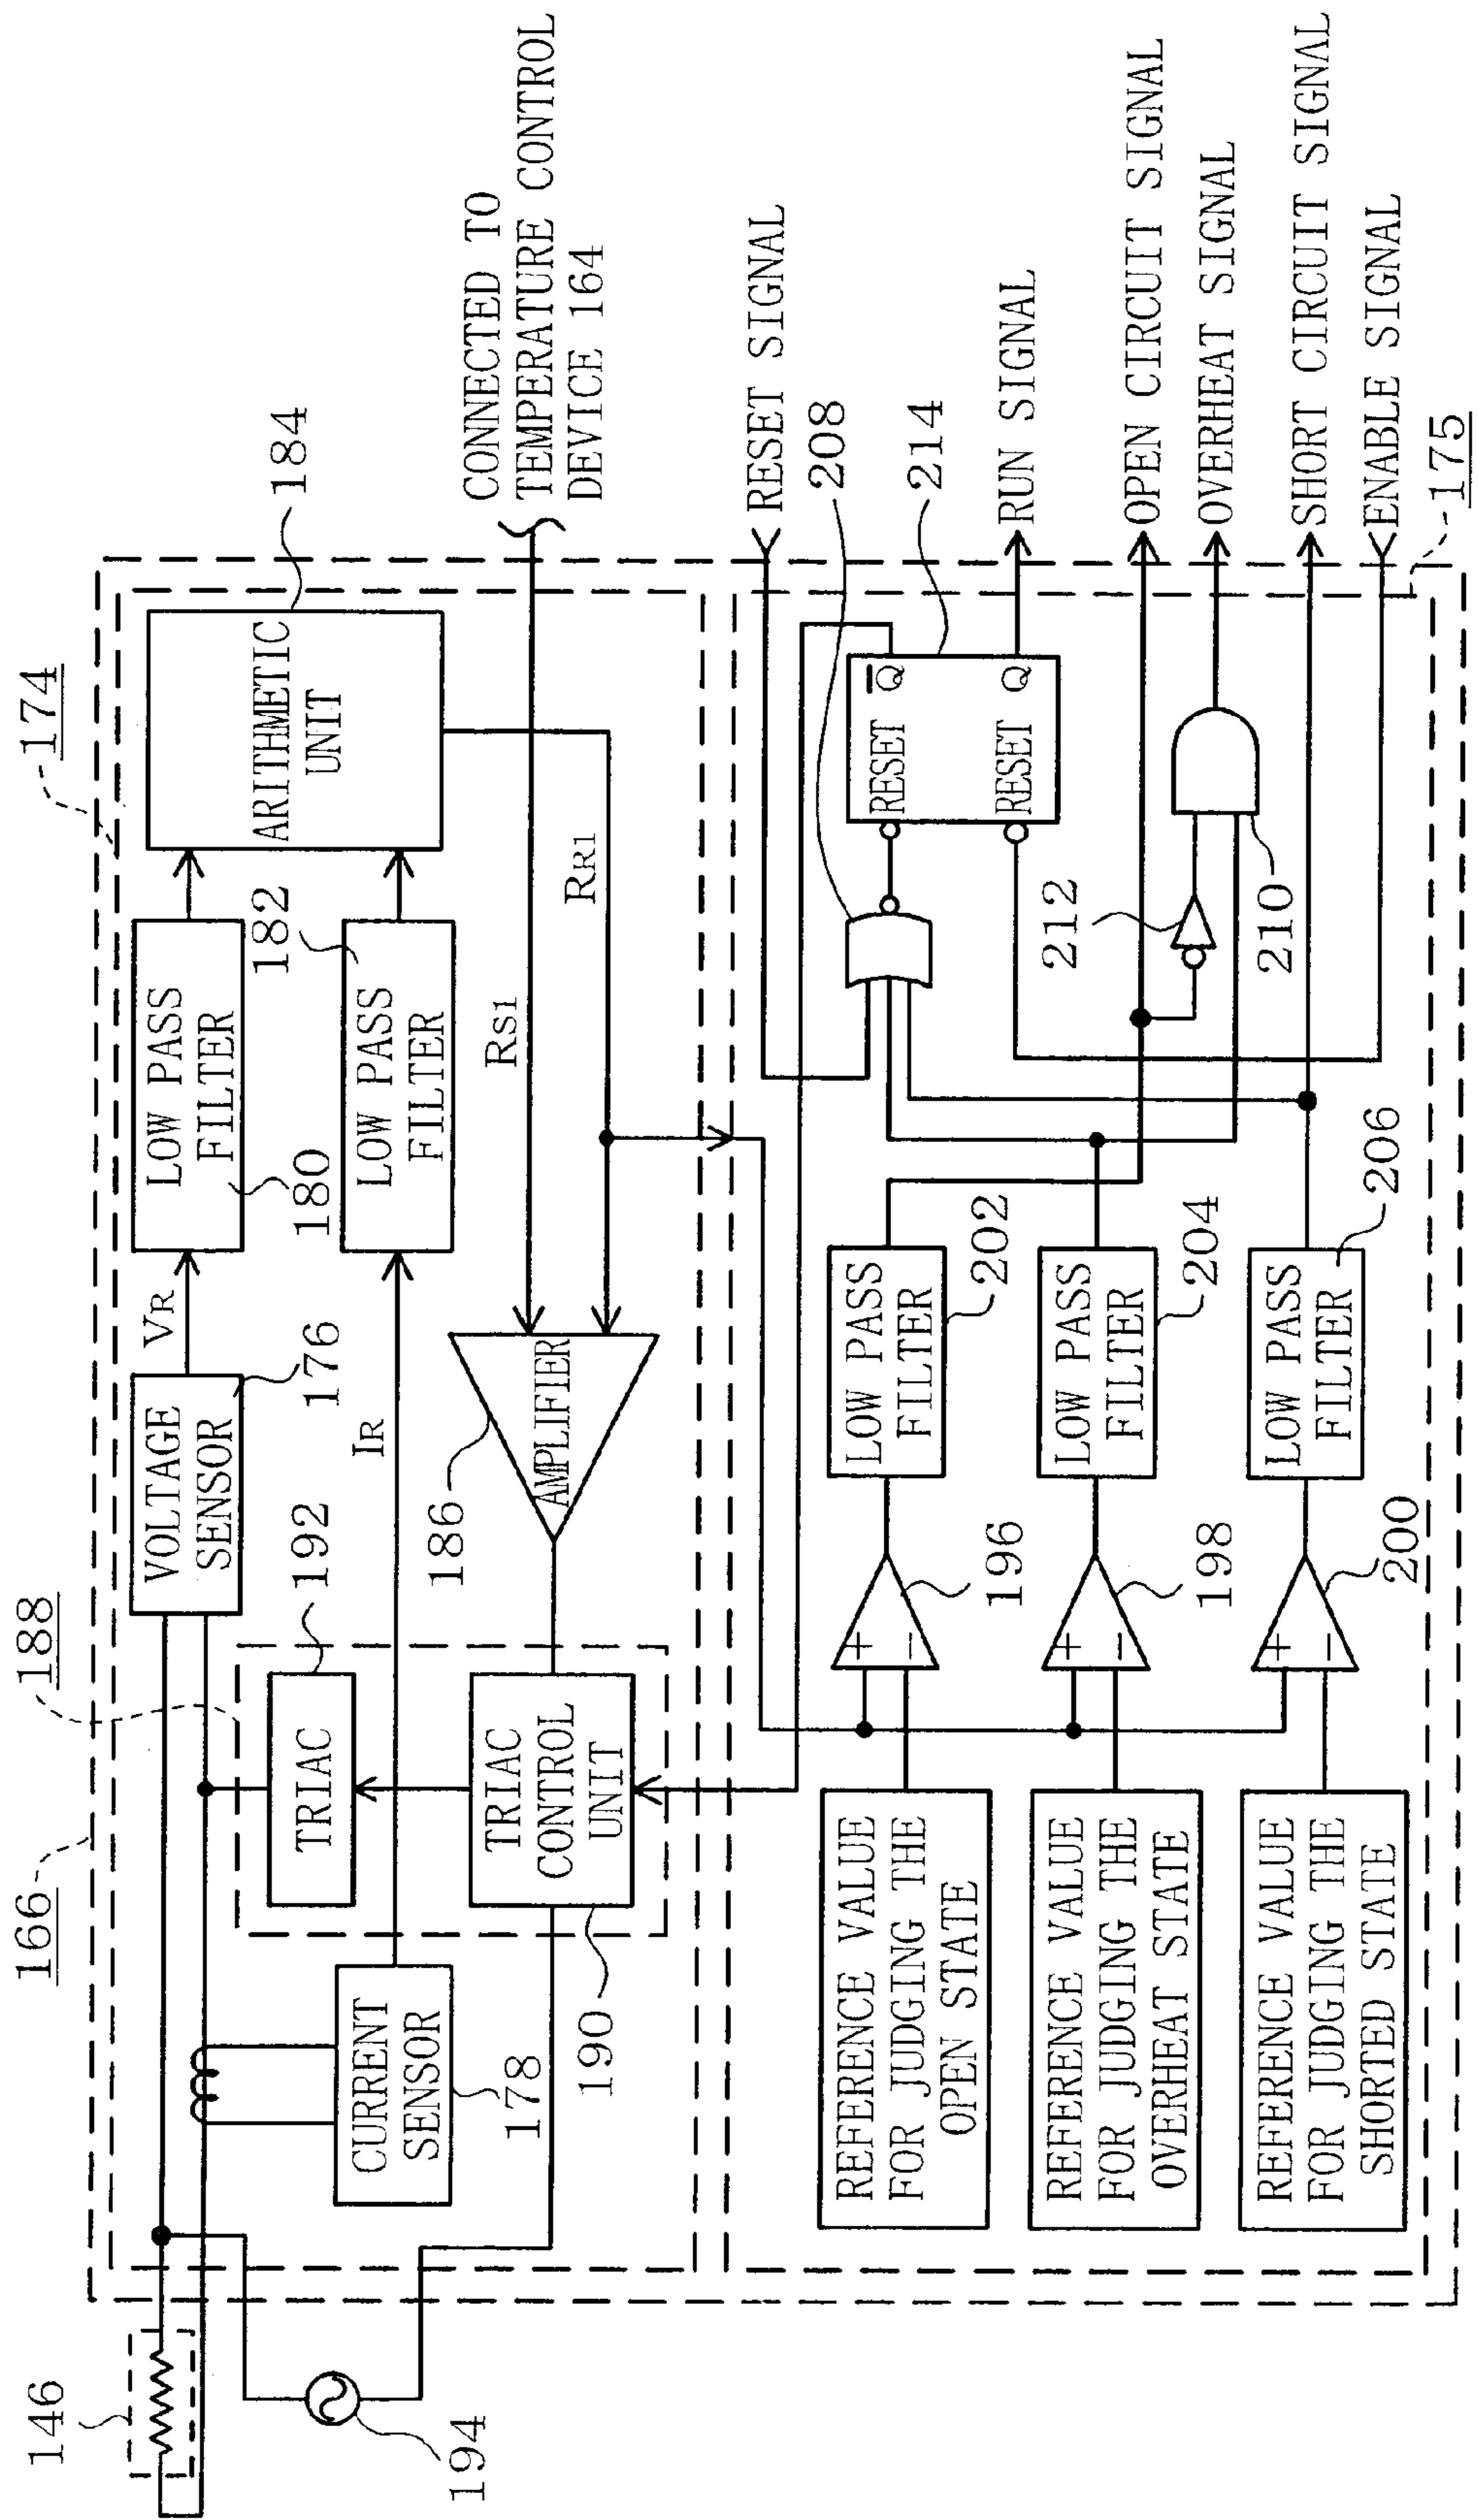 166
188
174
146
194
CURRENT
SENSOR
178
190
TRIAC
192
TRIAC
CONTROL
UNIT
VOLTAGE
SENSOR
176
VR
IR
186
AMPLIFIER
LOW PASS
FILTER
180
LOW PASS
FILTER
182
RS1
RR1
ARITHMETIC
UNIT
184
CONNECTED TO
TEMPERATURE CONTROL
DEVICE 164
REFERENCE VALUE
FOR JUDGING THE
OPEN STATE
REFERENCE VALUE
FOR JUDGING THE
OVERHEAT STATE
REFERENCE VALUE
FOR JUDGING THE
SHORTED STATE
+
−
196
+
−
198
+
−
200
LOW PASS
FILTER
202
LOW PASS
FILTER
204
LOW PASS
FILTER
206
208
RESET Q̅
RESET Q
214
212
210
RESET SIGNAL
RUN SIGNAL
OPEN CIRCUIT SIGNAL
OVERHEAT SIGNAL
SHORT CIRCUIT SIGNAL
ENABLE SIGNAL
175